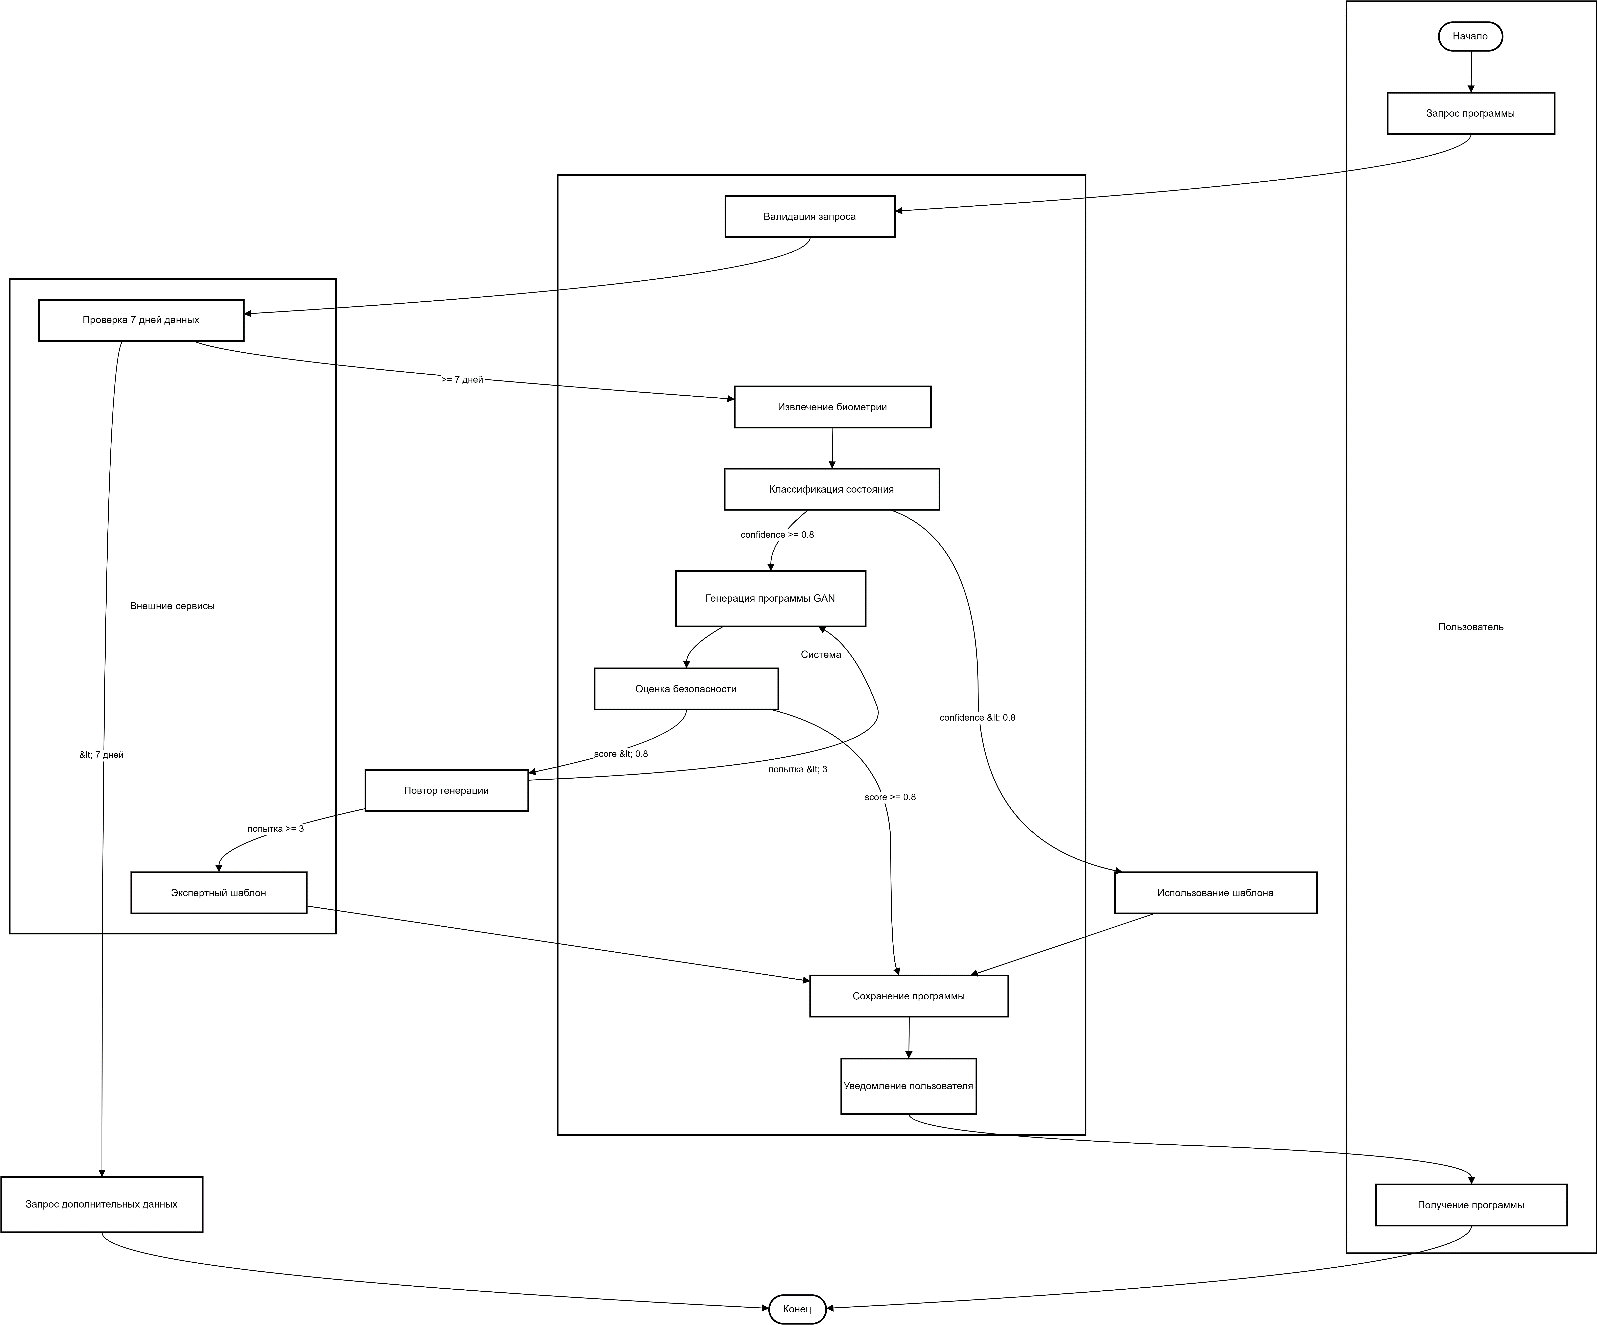 Начало
Запрос программы
Валидация запроса
Проверка 7 дней данных
>= 7 дней
Извлечение биометрии
Классификация состояния
confidence >= 0.8
Генерация программы GAN
Внешние сервисы
Пользователь
Система
Оценка безопасности
confidence &lt; 0.8
score &lt; 0.8
&lt; 7 дней
попытка &lt; 3
Повтор генерации
score >= 0.8
попытка >= 3
Экспертный шаблон
Использование шаблона
Сохранение программы
Уведомление пользователя
Запрос дополнительных данных
Получение программы
Конец